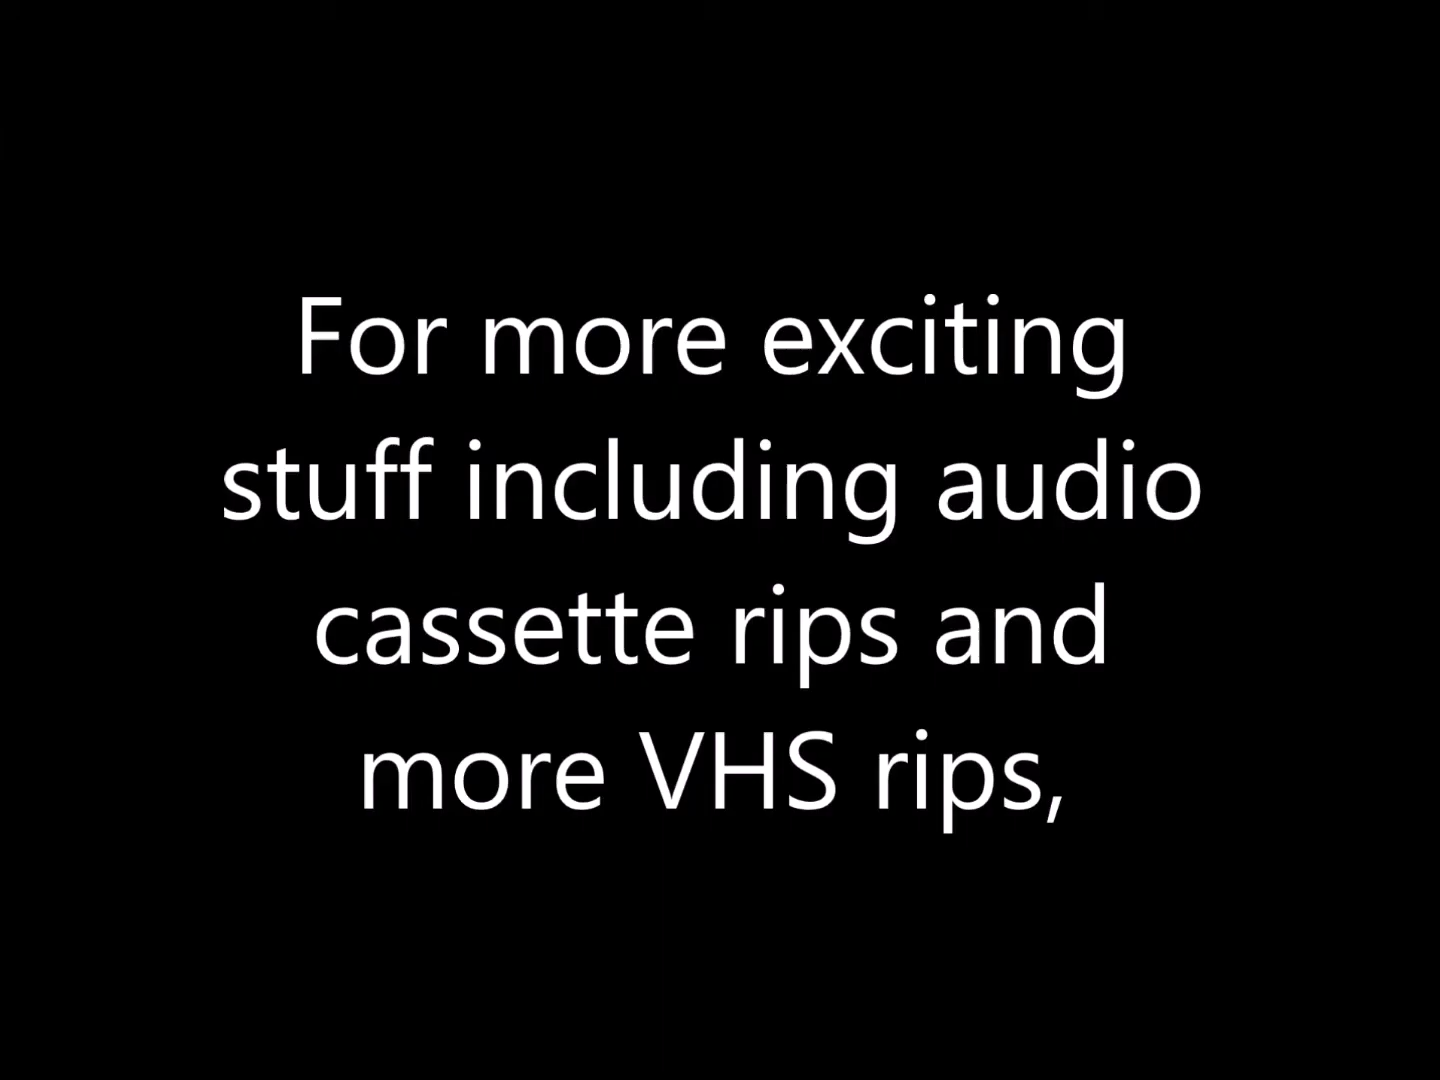 For more exciting
stuff including audio
cassette rips and
more VHS rips,